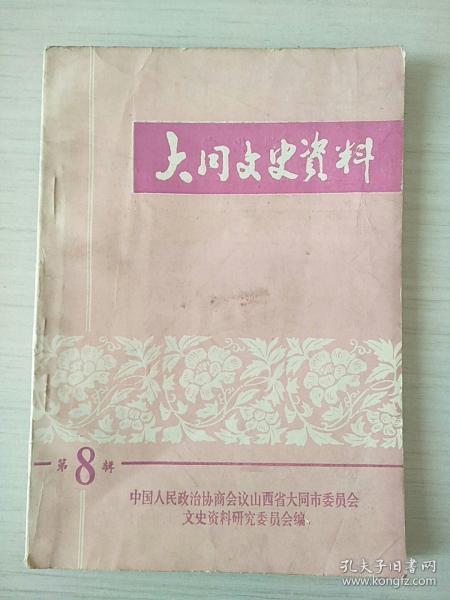 大同文史資料
第8辑
中国人民政治协商会议山西省大同市委员会
文史资料研究委员会编
孔夫子旧书网
www.kongfz.com